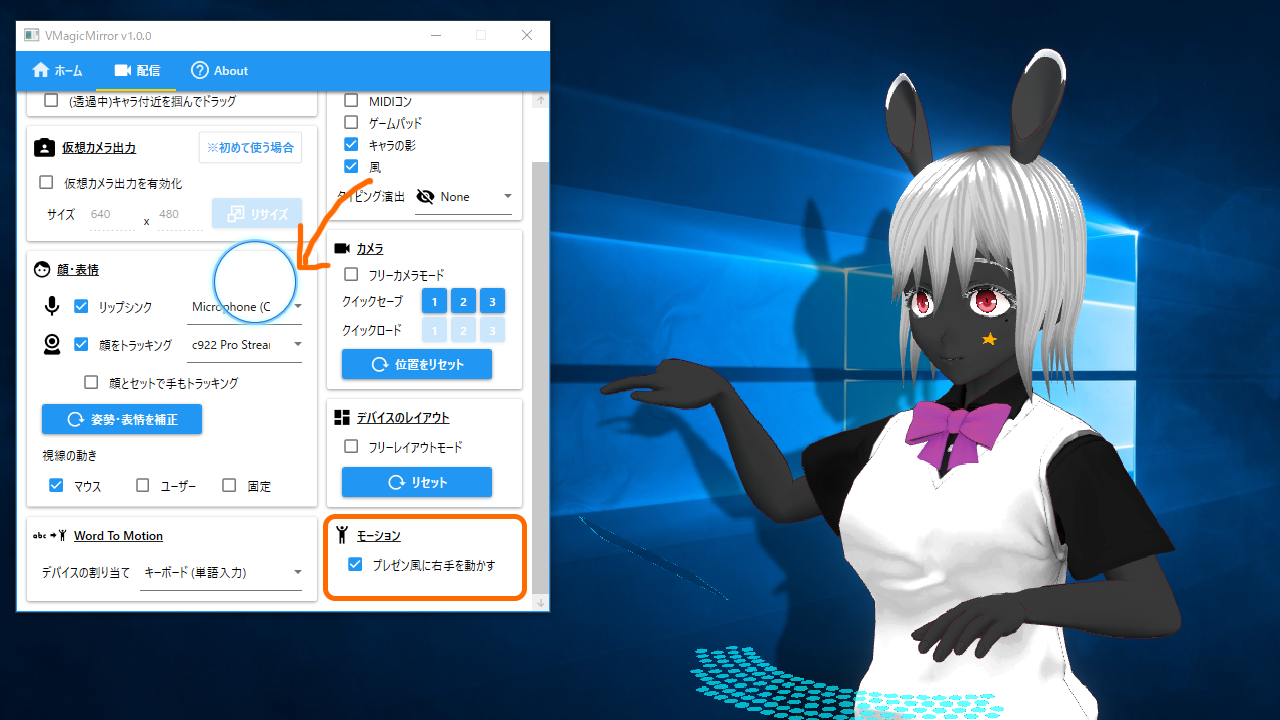 VMagicMirror v1.0.0
ホーム
配信
About
(透過中)キャラ付近を掴んでドラッグ
仮想カメラ出力
※初めて使う場合
仮想カメラ出力を有効化
サイズ 640 x 480
リサイズ
顔・表情
リップシンク
Microphone (C
顔をトラッキング
c922 Pro Strea
顔とセットで手もトラッキング
姿勢・表情を補正
視線の動き
マウス
ユーザー
固定
Word To Motion
デバイスの割り当て
キーボード (単語入力)
MIDIコン
ゲームパッド
キャラの影
風
タイピング演出
None
カメラ
フリーカメラモード
クイックセーブ 1 2 3
クイックロード 1 2 3
位置をリセット
デバイスのレイアウト
フリーレイアウトモード
リセット
モーション
プレゼン風に右手を動かす